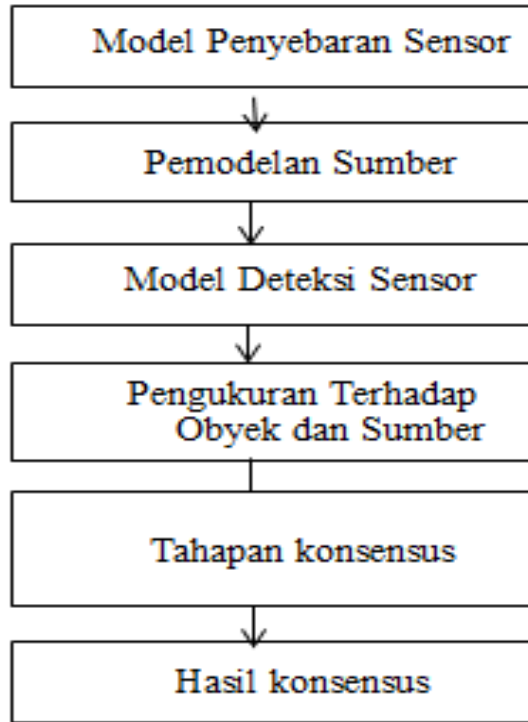 Model Penyebaran Sensor
Pemodelan Sumber
Model Deteksi Sensor
Pengukuran Terhadap
Obyek dan Sumber
Tahapan konsensus
Hasil konsensus